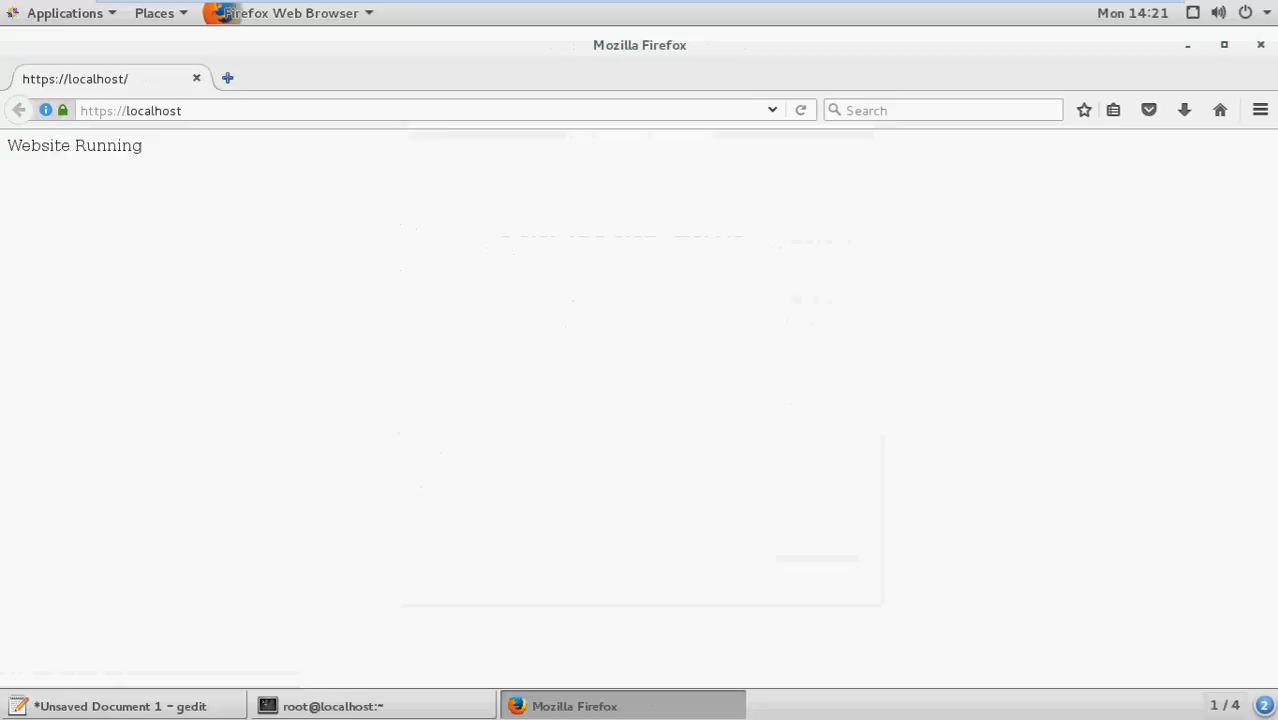 Applications Places Firefox Web Browser Mon 14:21
Mozilla Firefox
https://localhost/
https://localhost Search
Website Running
*Unsaved Document 1 - gedit root@localhost:~ Mozilla Firefox 1 / 4 2